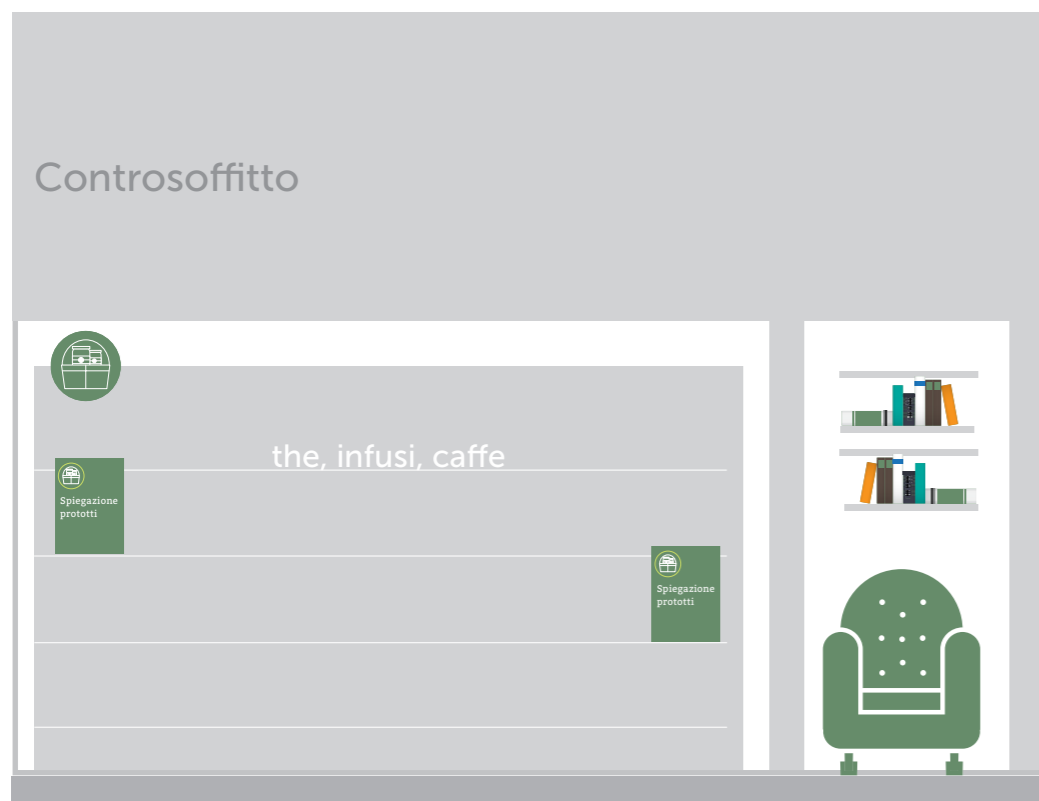 Controsoffitto
the, infusi, caffe
Spiegazione
prototti
Spiegazione
prototti